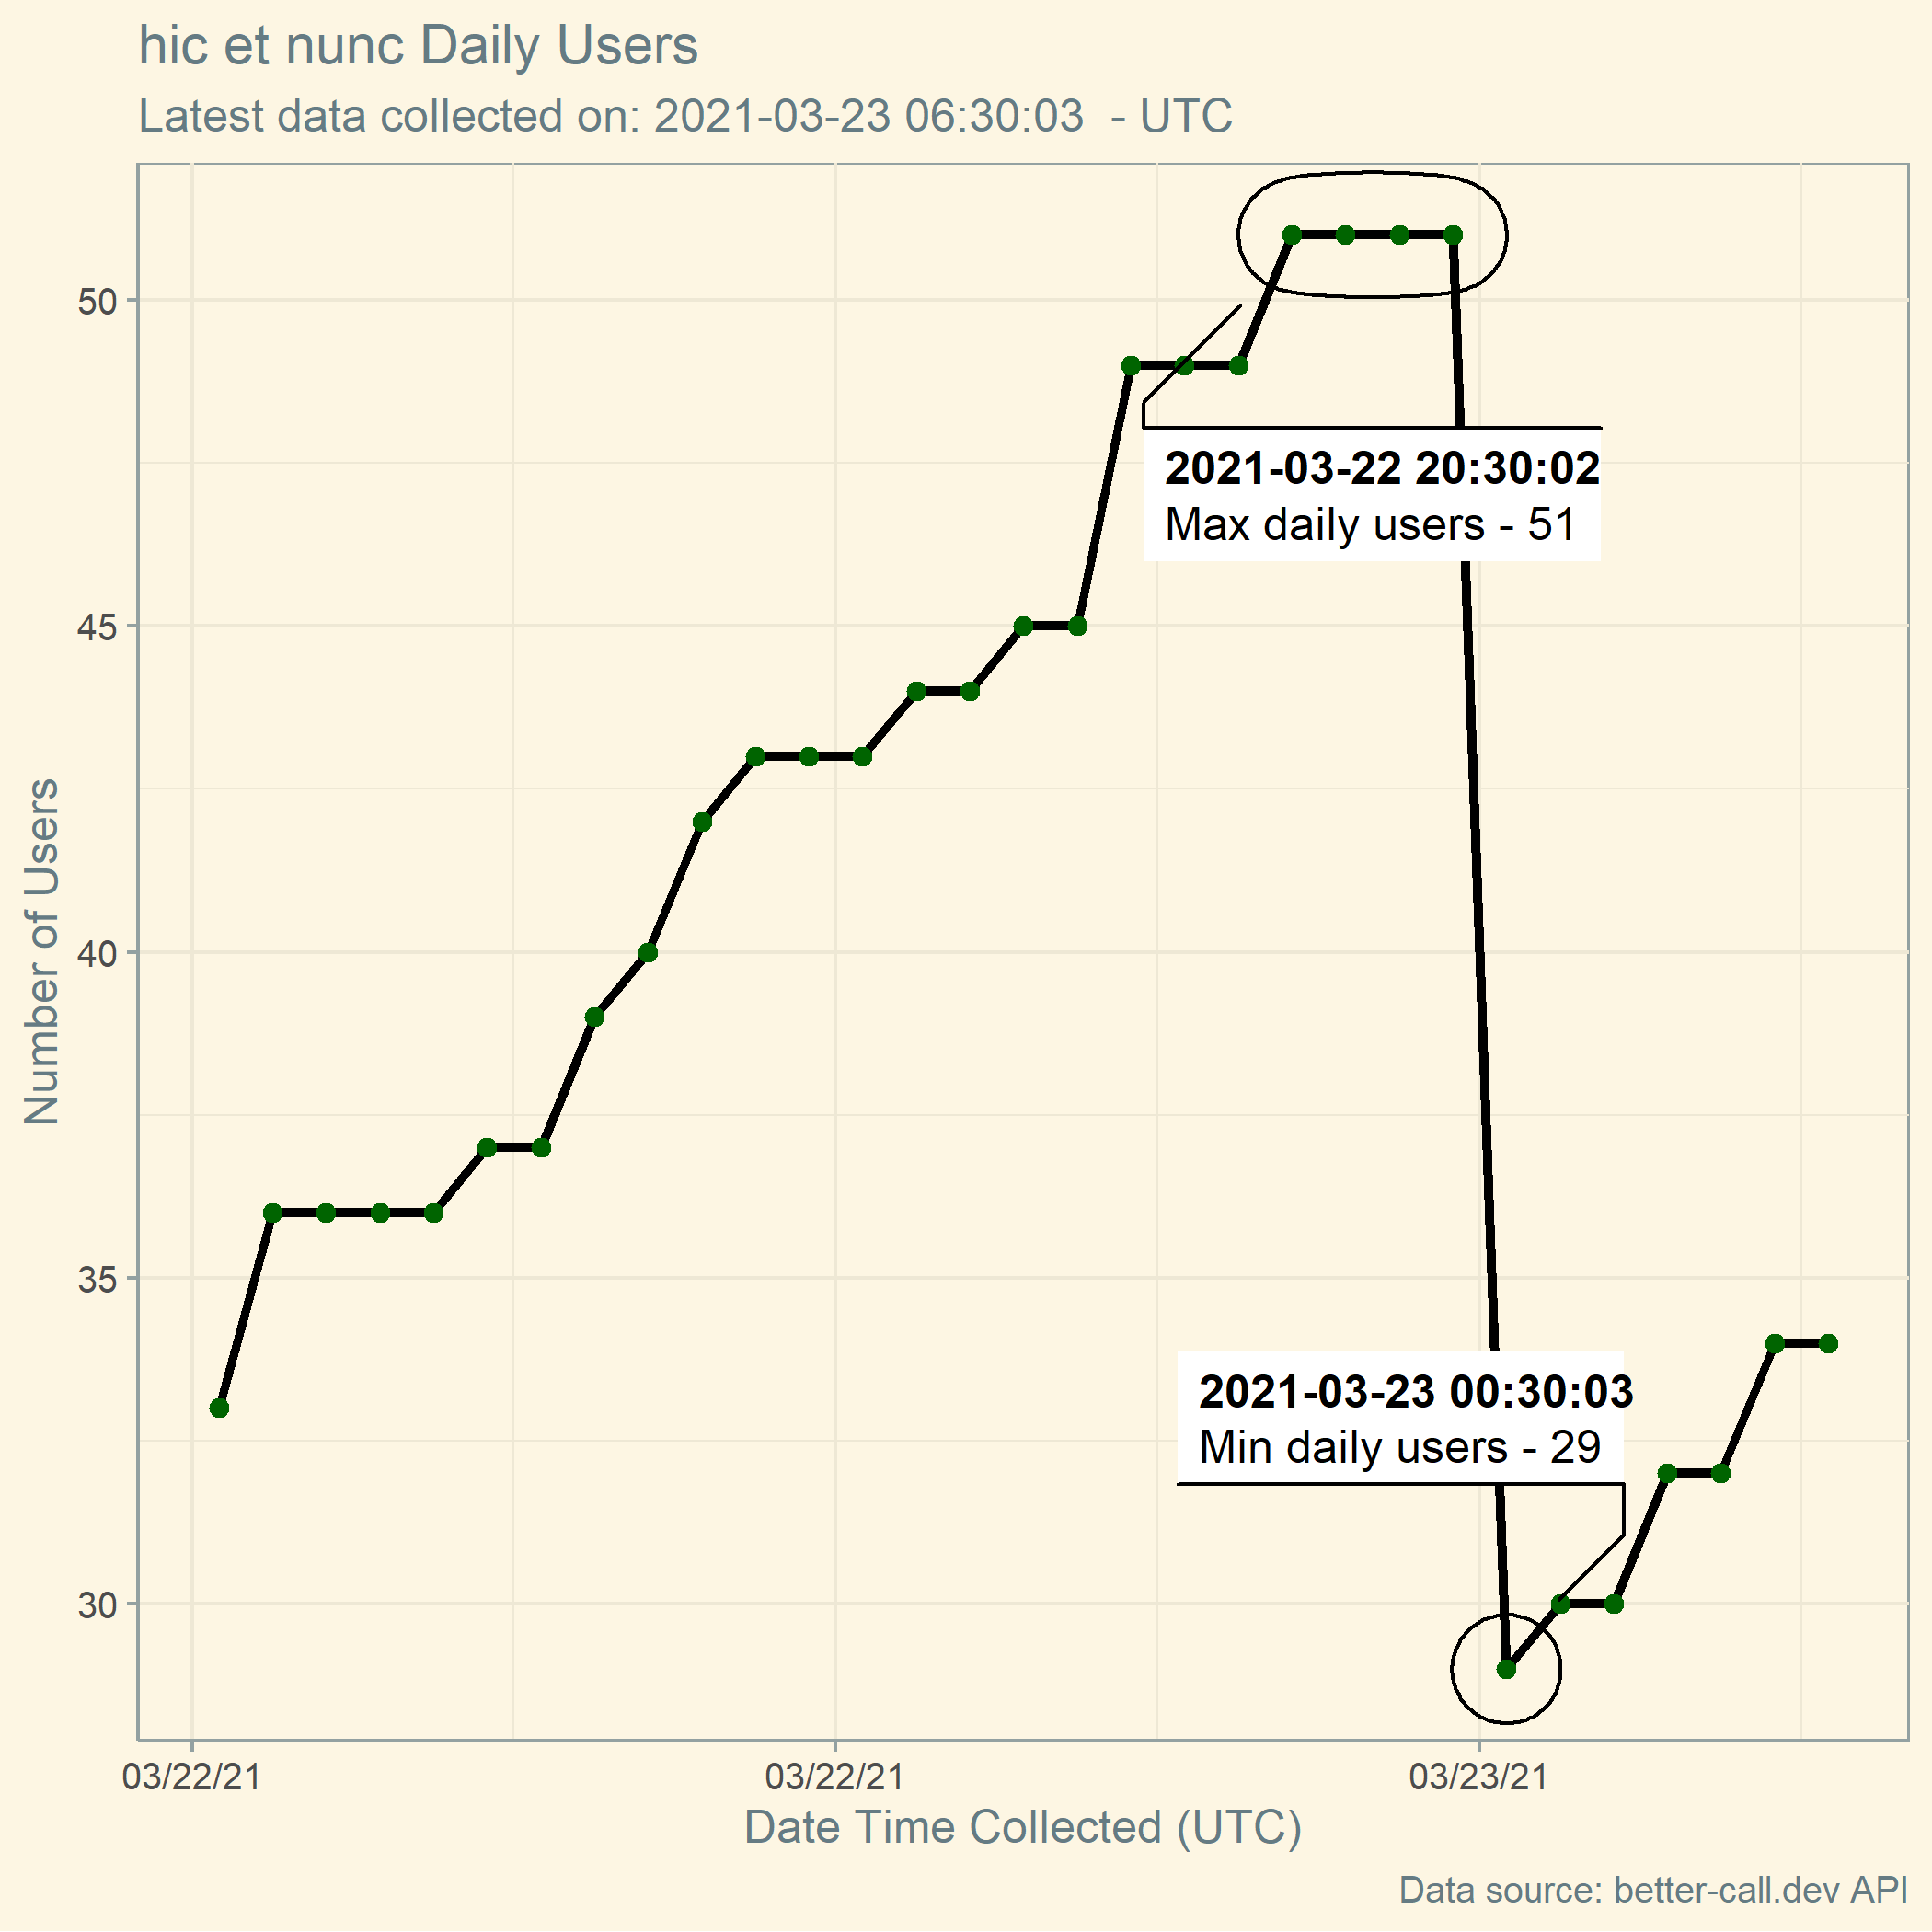 hic et nunc Daily Users
Latest data collected on: 2021-03-23 06:30:03  - UTC
Number of Users
50
45
40
35
30
2021-03-22 20:30:02
Max daily users - 51
2021-03-23 00:30:03
Min daily users - 29
03/22/21
03/22/21
03/23/21
Date Time Collected (UTC)
Data source: better-call.dev API